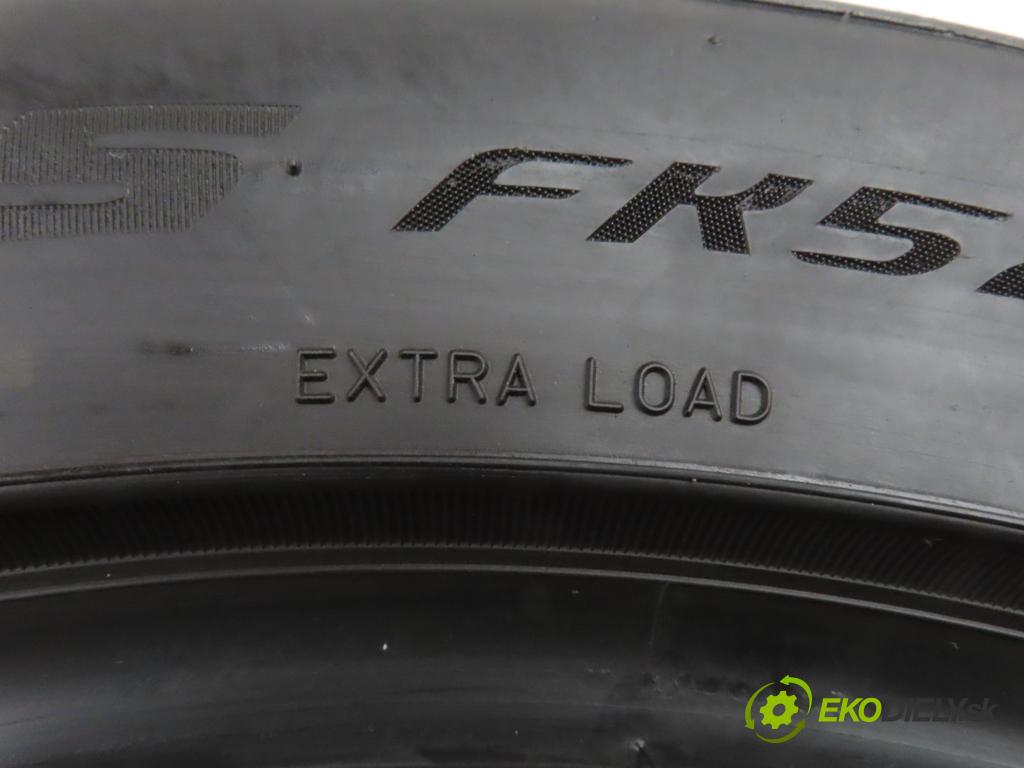 S FK5
EXTRA LOAD
EKODIELY.sk